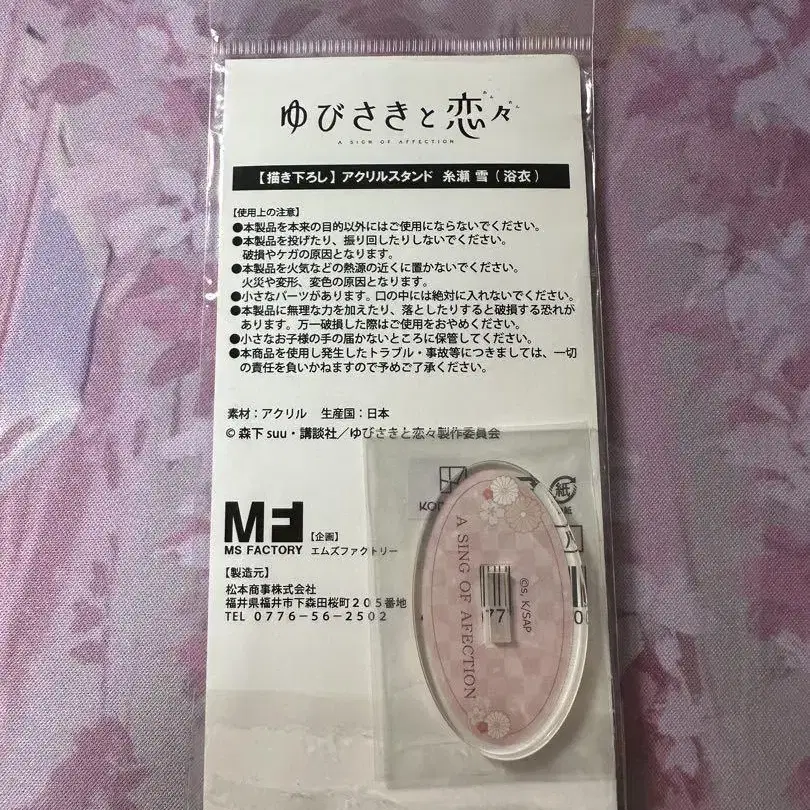 ゆびさきと恋々
れんれん
A SIGN OF AFFECTION
【描き下ろし】アクリルスタンド 糸瀬 雪（浴衣）
【使用上の注意】
●本製品を本来の目的以外にはご使用にならないでください。
●本製品を投げたり、振り回したりしないでください。
破損やケガの原因となります。
●本製品を火気などの熱源の近くに置かないでください。
火災や変形、変色の原因となります。
●小さなパーツがあります。口の中には絶対に入れないでください。
●本製品に無理な力を加えたり、落としたりすると破損する恐れが
あります。万一破損した際はご使用をおやめください。
●小さなお子様の手の届かないところに保管してください。
●本商品を使用し発生したトラブル・事故等につきましては、一切
の責任を負いかねますので予めご了承ください。
素材：アクリル 生産国：日本
© 森下 suu・講談社／ゆびさきと恋々製作委員会
MF
MS FACTORY
【企画】
エムズファクトリー
【製造元】
松本商事株式会社
福井県福井市下森田桜町２０５番地
TEL ０７７６−５６−２５０２
紙
A SING OF AFECTION
©s, K/SAP
77